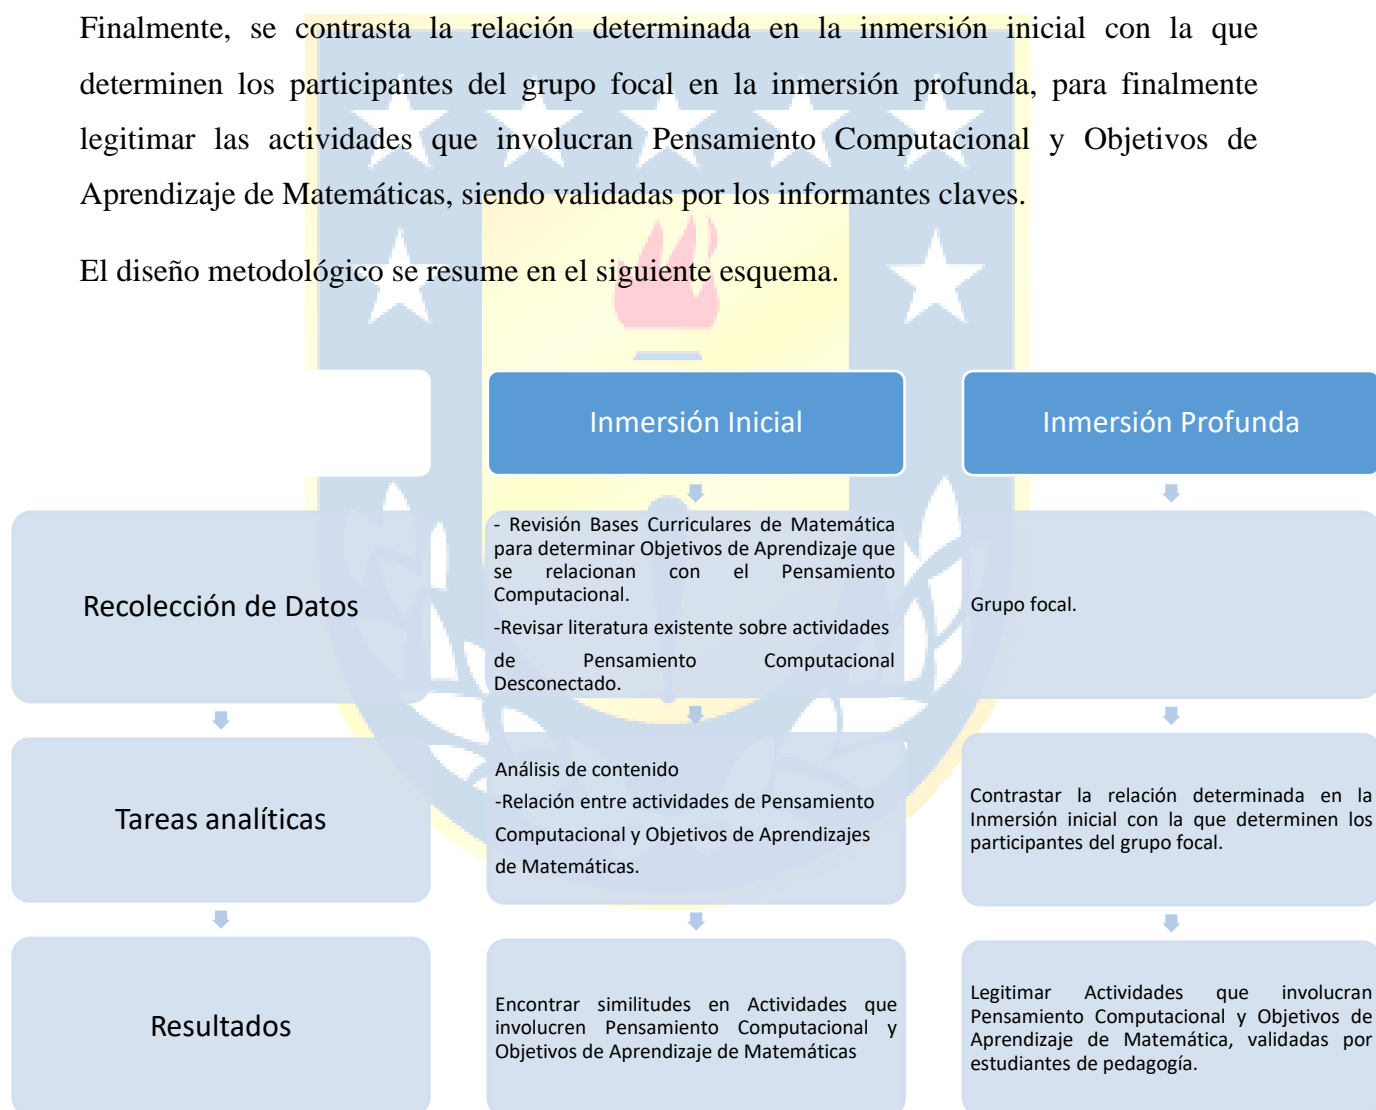 Finalmente, se contrasta la relación determinada en la inmersión inicial con la que
determinen los participantes del grupo focal en la inmersión profunda, para finalmente
legitimar las actividades que involucran Pensamiento Computacional y Objetivos de
Aprendizaje de Matemáticas, siendo validadas por los informantes claves.
El diseño metodológico se resume en el siguiente esquema.
Inmersión Inicial
Inmersión Profunda
Recolección de Datos
- Revisión Bases Curriculares de Matemática
para determinar Objetivos de Aprendizaje que
se relacionan con el Pensamiento
Computacional.
-Revisar literatura existente sobre actividades
de Pensamiento Computacional
Desconectado.
Grupo focal.
Tareas analíticas
Análisis de contenido
-Relación entre actividades de Pensamiento
Computacional y Objetivos de Aprendizajes
de Matemáticas.
Contrastar la relación determinada en la
Inmersión inicial con la que determinen los
participantes del grupo focal.
Resultados
Encontrar similitudes en Actividades que
involucren Pensamiento Computacional y
Objetivos de Aprendizaje de Matemáticas
Legitimar Actividades que involucran
Pensamiento Computacional y Objetivos de
Aprendizaje de Matemática, validadas por
estudiantes de pedagogía.